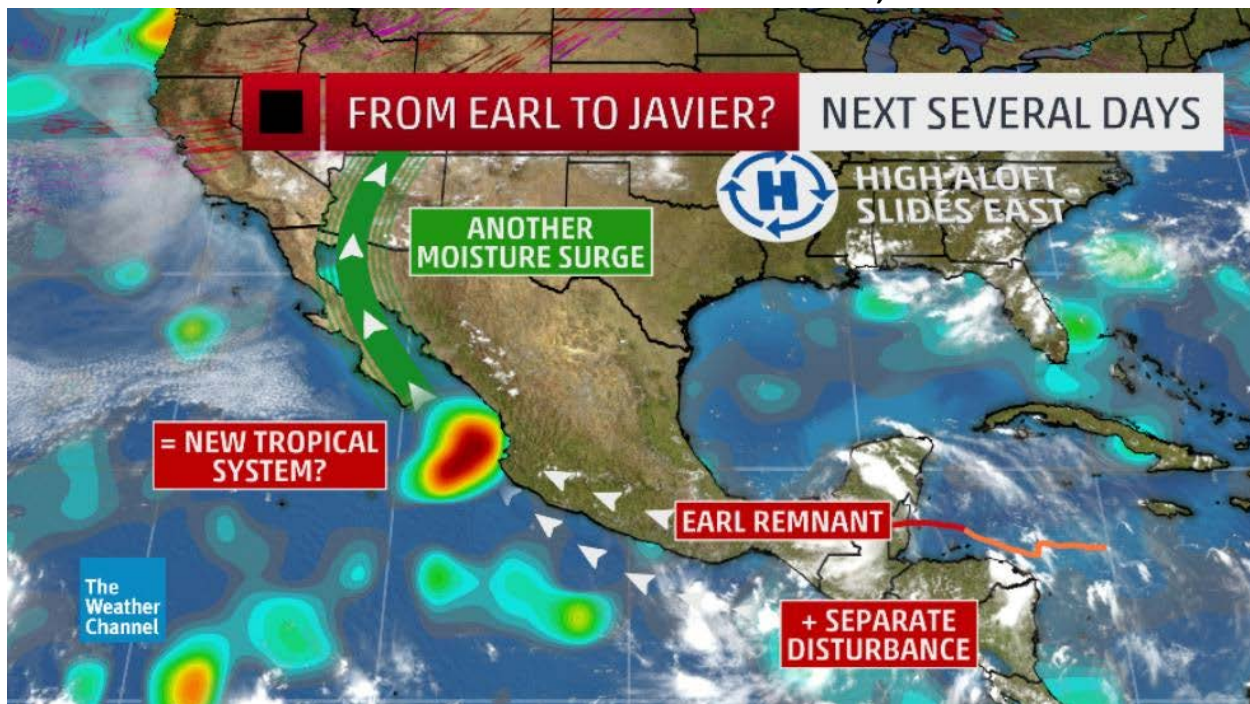 FROM EARL TO JAVIER?
NEXT SEVERAL DAYS
H
HIGH ALOFT
SLIDES EAST
ANOTHER
MOISTURE SURGE
= NEW TROPICAL
SYSTEM?
EARL REMNANT
+ SEPARATE
DISTURBANCE
The
Weather
Channel